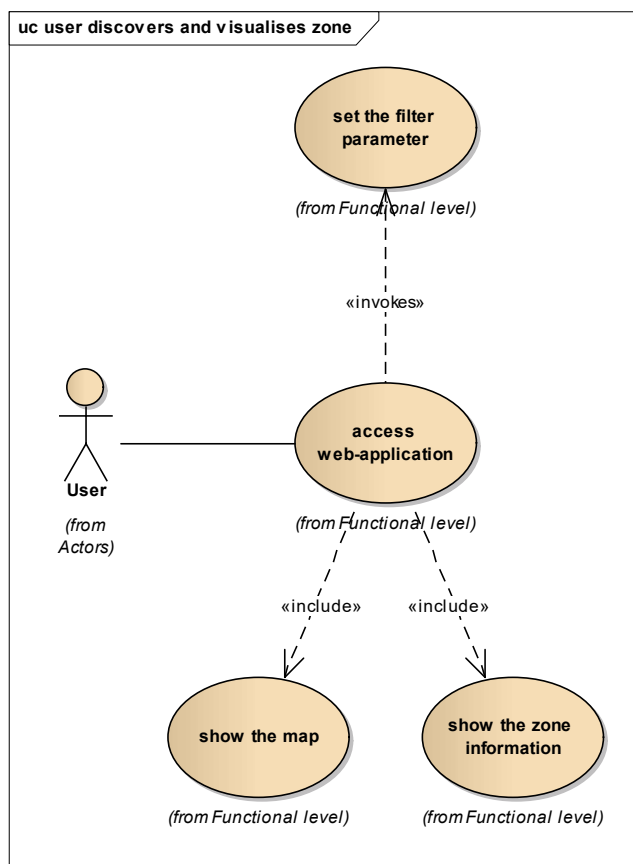 uc user discovers and visualises zone
set the filter
parameter
(from Functional level)
«invokes»
access
web-application
User
(from Functional level)
(from
Actors)
«include» «include»
show the map
show the zone
information
(from Functional level) (from Functional level)